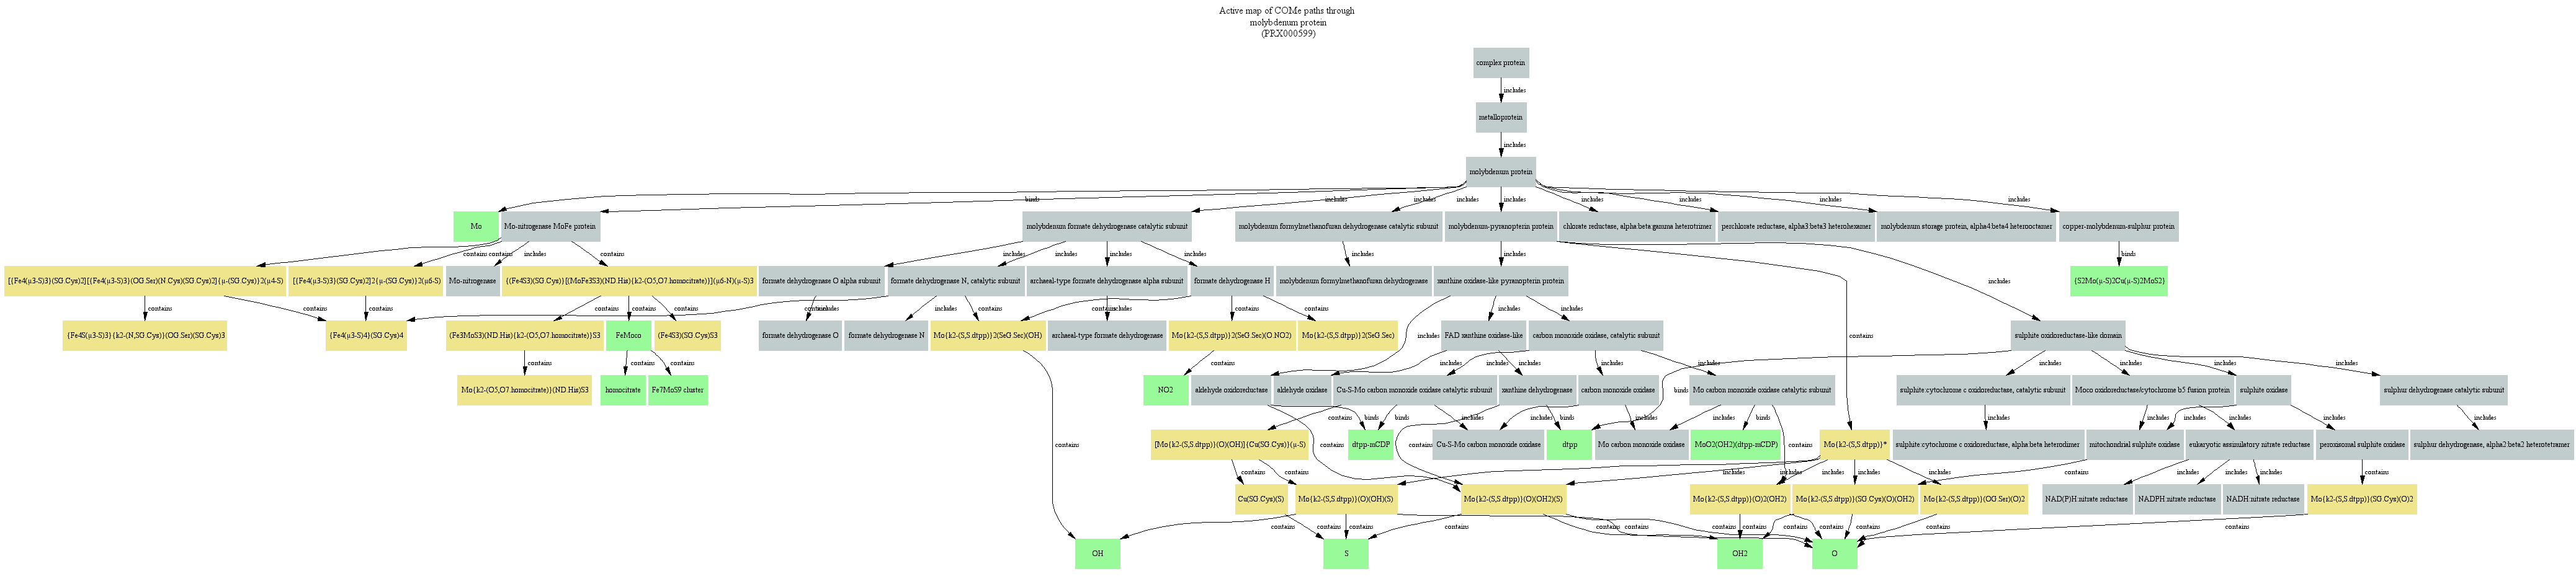 Active map of COMe paths through
molybdenum protein
(PRX000599)
complex protein
includes
metalloprotein
includes
molybdenum protein
binds
includes
includes
includes
includes
includes
includes
includes
Mo
Mo-nitrogenase MoFe protein
molybdenum formate dehydrogenase catalytic subunit
molybdenum formylmethanofuran dehydrogenase catalytic subunit
molybdenum-pyranopterin protein
chlorate reductase, alpha beta gamma heterotrimer
perchlorate reductase, alpha3 beta3 heterohexamer
molybdenum storage protein, alpha4 beta4 heterooctamer
copper-molybdenum-sulphur protein
contains
contains
includes
contains
includes
includes
includes
includes
includes
includes
includes
binds
[{Fe4(μ3-S)3}(SG.Cys)2][{Fe4(μ3-S)3}(OG.Ser)(N.Cys)(SG.Cys)2]{μ-(SG.Cys)}2(μ4-S)
[{Fe4(μ3-S)3}(SG.Cys)2]2{μ-(SG.Cys)}2(μ6-S)
Mo-nitrogenase
{(Fe4S3)(SG.Cys)}[(MoFe3S3)(ND.His){k2-(O5,O7.homocitrate)}](μ6-N)(μ-S)3
formate dehydrogenase O alpha subunit
formate dehydrogenase N, catalytic subunit
archaeal-type formate dehydrogenase alpha subunit
formate dehydrogenase H
molybdenum formylmethanofuran dehydrogenase
xanthine oxidase-like pyranopterin protein
{S2Mo(μ-S)2Cu(μ-S)2MoS2}
contains
contains
contains
contains
contains
contains
includes
includes
contains
includes
contains
contains
includes
includes
includes
contains
{Fe4S(μ3-S)3}{k2-(N,SG.Cys)}(OG.Ser)(SG.Cys)3
{Fe4(μ3-S)4}(SG.Cys)4
(Fe3MoS3)(ND.His){k2-(O5,O7.homocitrate)}S3
FeMoco
(Fe4S3)(SG.Cys)S3
formate dehydrogenase O
formate dehydrogenase N
Mo{k2-(S,S.dtpp)}2(SeG.Sec)(OH)
archaeal-type formate dehydrogenase
Mo{k2-(S,S.dtpp)}2(SeG.Sec)(O.NO2)
Mo{k2-(S,S.dtpp)}2(SeG.Sec)
FAD xanthine oxidase-like
carbon monoxide oxidase, catalytic subunit
sulphite oxidoreductase-like domain
contains
contains
contains
contains
includes
includes
includes
includes
includes
binds
includes
includes
includes
includes
Mo{k2-(O5,O7.homocitrate)}(ND.His)S3
homocitrate
Fe7MoS9 cluster
NO2
aldehyde oxidoreductase
aldehyde oxidase
Cu-S-Mo carbon monoxide oxidase catalytic subunit
xanthine dehydrogenase
carbon monoxide oxidase
Mo carbon monoxide oxidase catalytic subunit
sulphite:cytochrome c oxidoreductase, catalytic subunit
Moco oxidoreductase/cytochrome b5 fusion protein
sulphite oxidase
sulphur dehydrogenase catalytic subunit
contains
contains
binds
contains
binds
includes
contains
binds
includes
includes
includes
binds
contains
includes
includes
includes
includes
includes
includes
[Mo{k2-(S,S.dtpp)}(O)(OH)]{Cu(SG.Cys)}(μ-S)
dtpp-mCDP
Cu-S-Mo carbon monoxide oxidase
dtpp
Mo carbon monoxide oxidase
MoO2(OH2)(dtpp-mCDP)
Mo{k2-(S,S.dtpp)}*
sulphite:cytochrome c oxidoreductase, alpha beta heterodimer
mitochondrial sulphite oxidase
eukaryotic assimilatory nitrate reductase
peroxisomal sulphite oxidase
sulphur dehydrogenase, alpha2 beta2 heterotetramer
contains
contains
includes
includes
includes
includes
includes
contains
includes
includes
includes
contains
Cu(SG.Cys)(S)
Mo{k2-(S,S.dtpp)}(O)(OH)(S)
Mo{k2-(S,S.dtpp)}(O)(OH2)(S)
Mo{k2-(S,S.dtpp)}(O)2(OH2)
Mo{k2-(S,S.dtpp)}(SG.Cys)(O)(OH2)
Mo{k2-(S,S.dtpp)}(OG.Ser)(O)2
NAD(P)H nitrate reductase
NADPH nitrate reductase
NADH nitrate reductase
Mo{k2-(S,S.dtpp)}(SG.Cys)(O)2
contains
contains
contains
contains
contains
contains
contains
contains
contains
contains
contains
contains
contains
OH
S
OH2
O